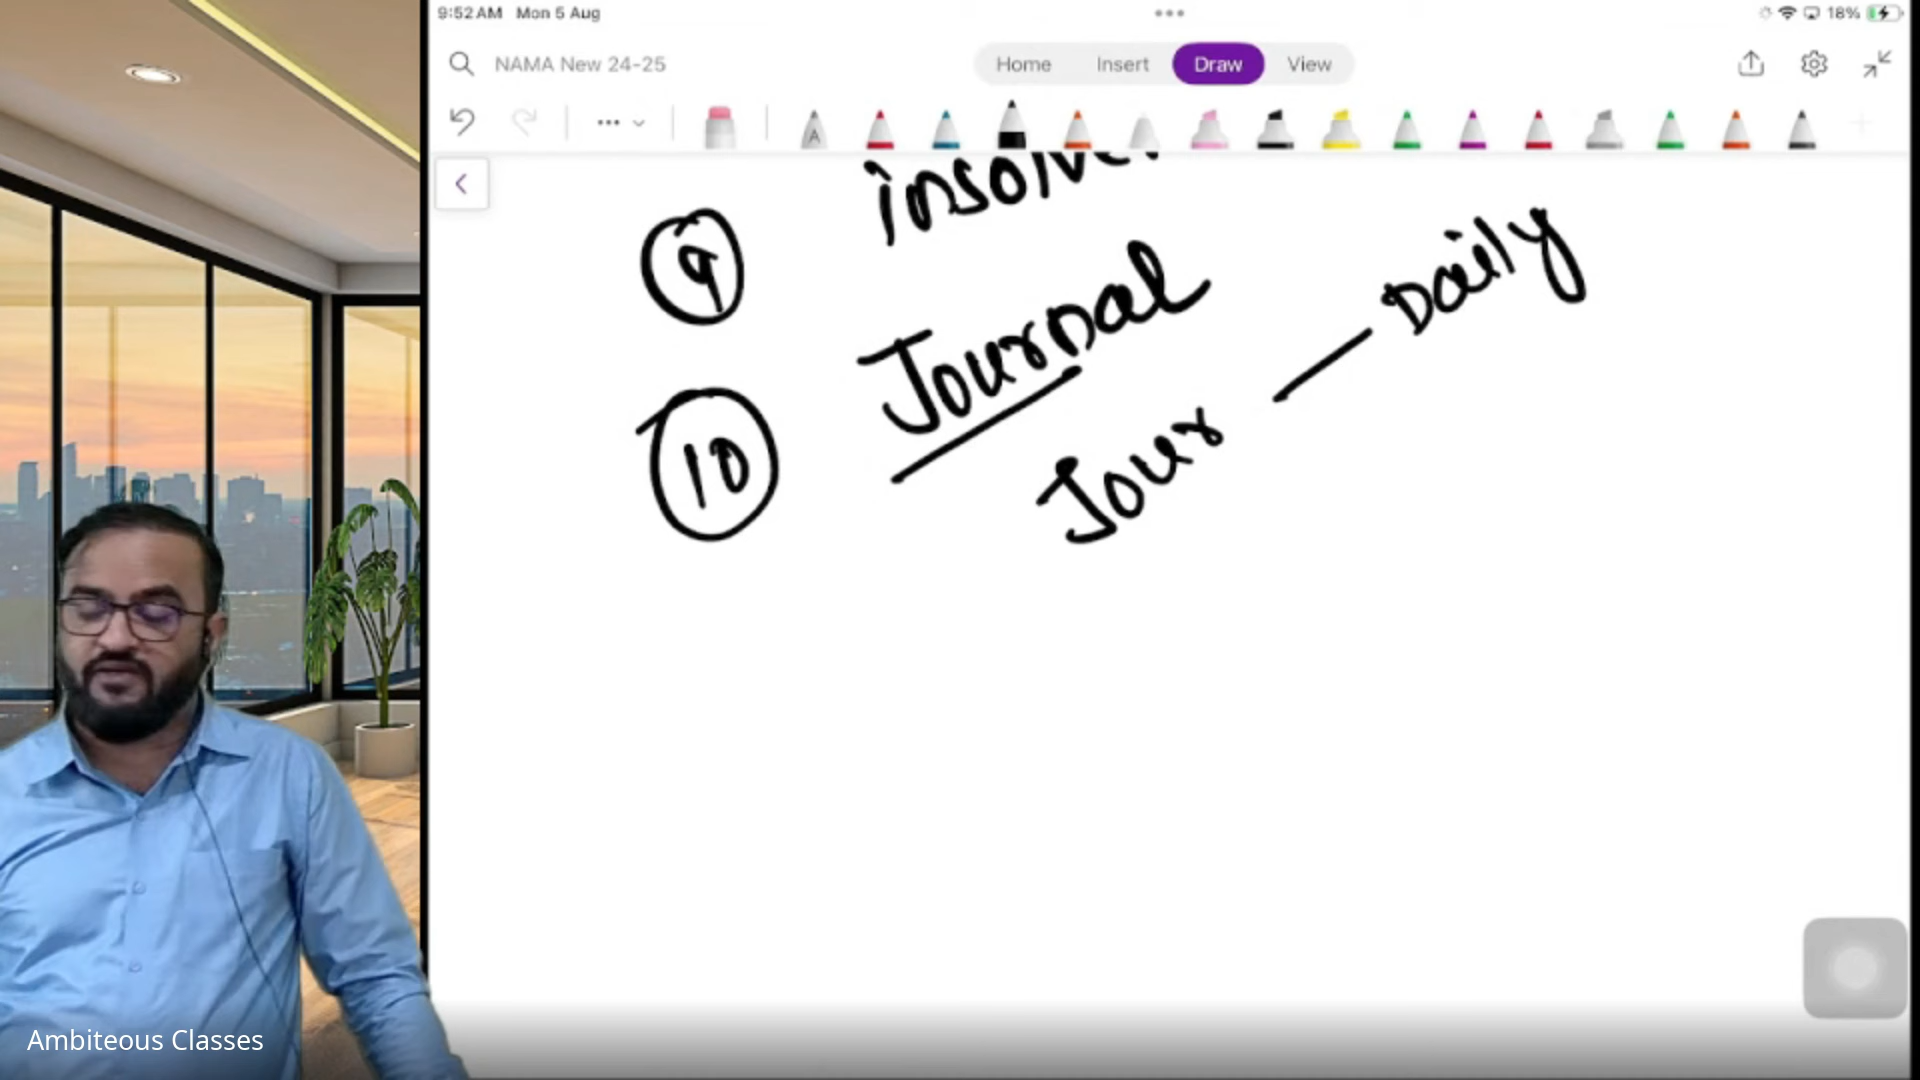 9:52 AM Mon 5 Aug
18%
NAMA New 24-25
Home Insert Draw View
A
9
10
Journal
Jour — Daily
Ambiteous Classes